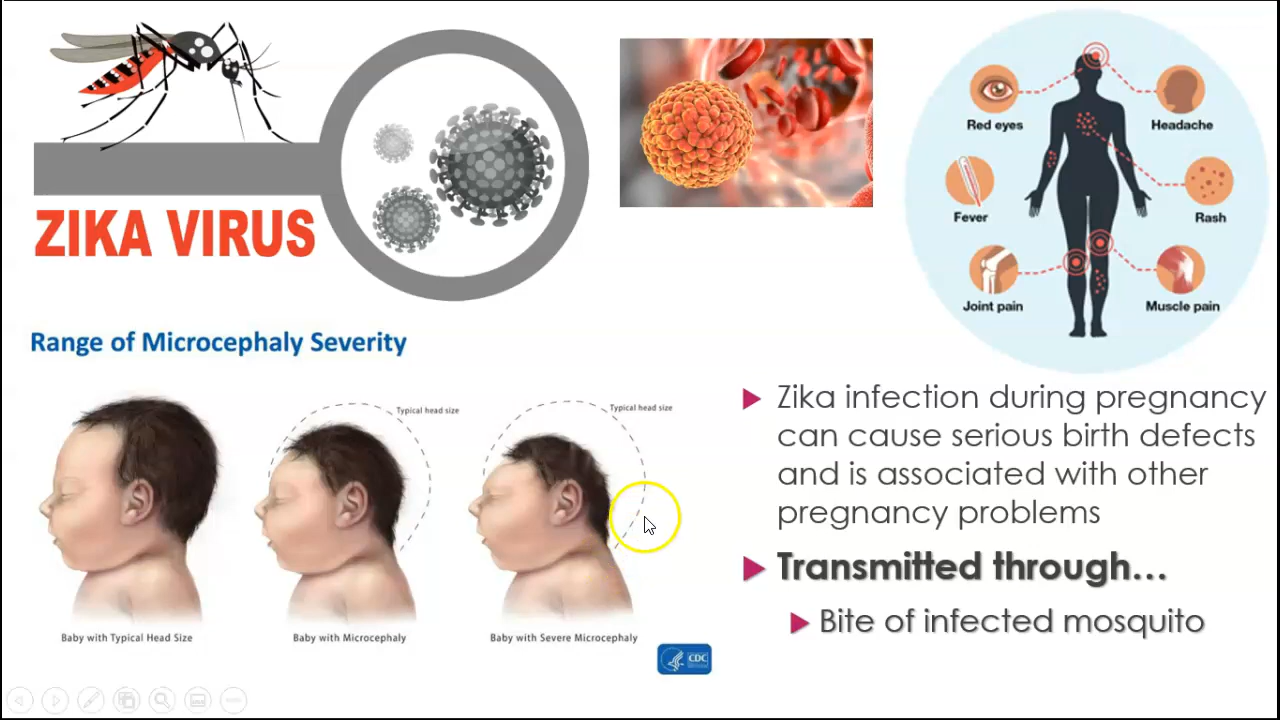 ZIKA VIRUS
Red eyes
Headache
Fever
Rash
Joint pain
Muscle pain
Range of Microcephaly Severity
Typical head size
Typical head size
Baby with Typical Head Size
Baby with Microcephaly
Baby with Severe Microcephaly
CDC
Zika infection during pregnancy
can cause serious birth defects
and is associated with other
pregnancy problems
Transmitted through...
Bite of infected mosquito